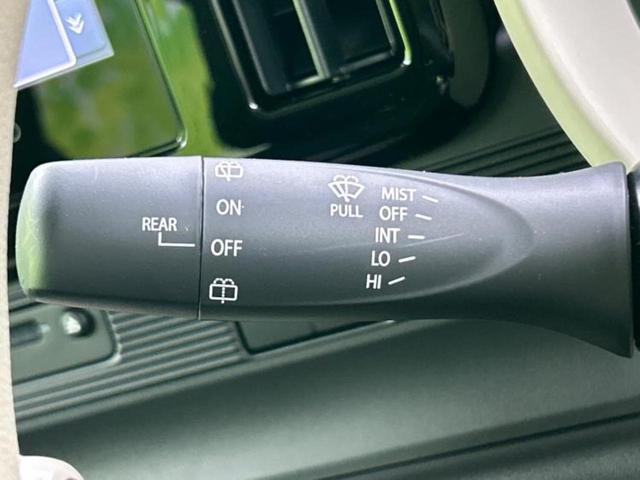 REAR
ON
OFF
PULL
MIST
OFF
INT
LO
HI